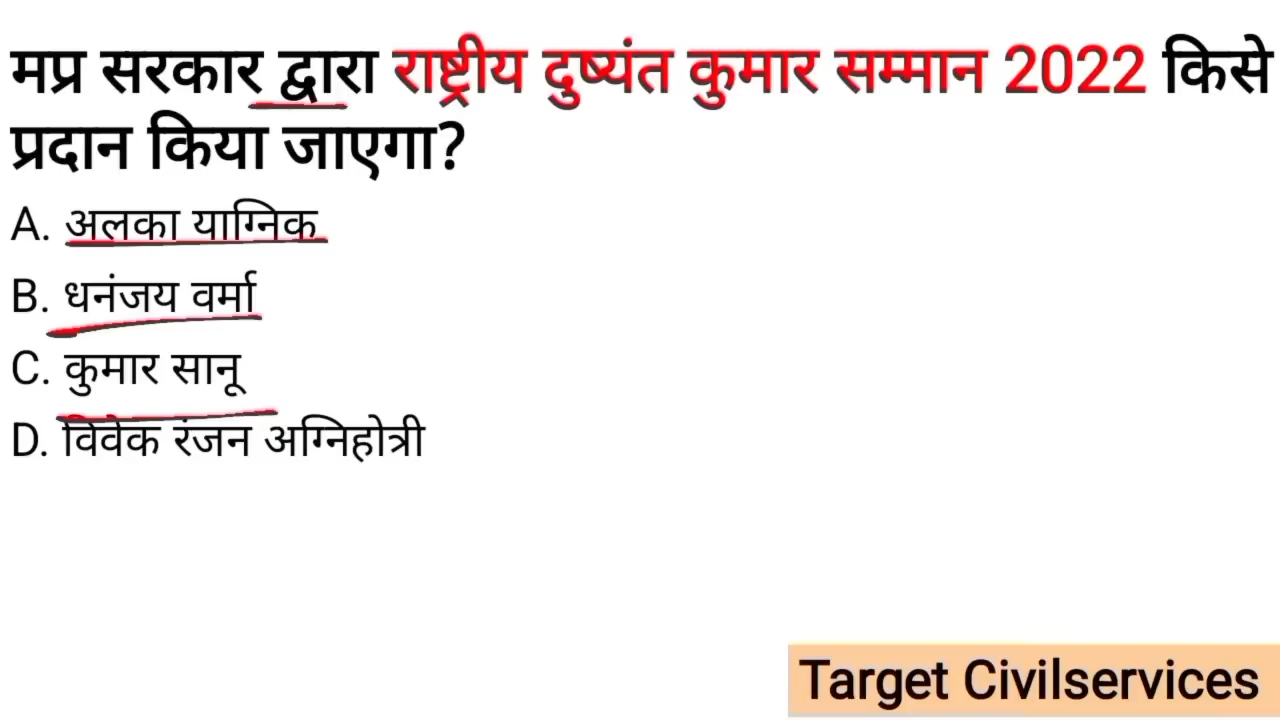 मप्र सरकार द्वारा राष्ट्रीय दुष्यंत कुमार सम्मान 2022 किसे
प्रदान किया जाएगा?
A. अलका याग्निक
B. धनंजय वर्मा
C. कुमार सानू
D. विवेक रंजन अग्निहोत्री
Target Civilservices